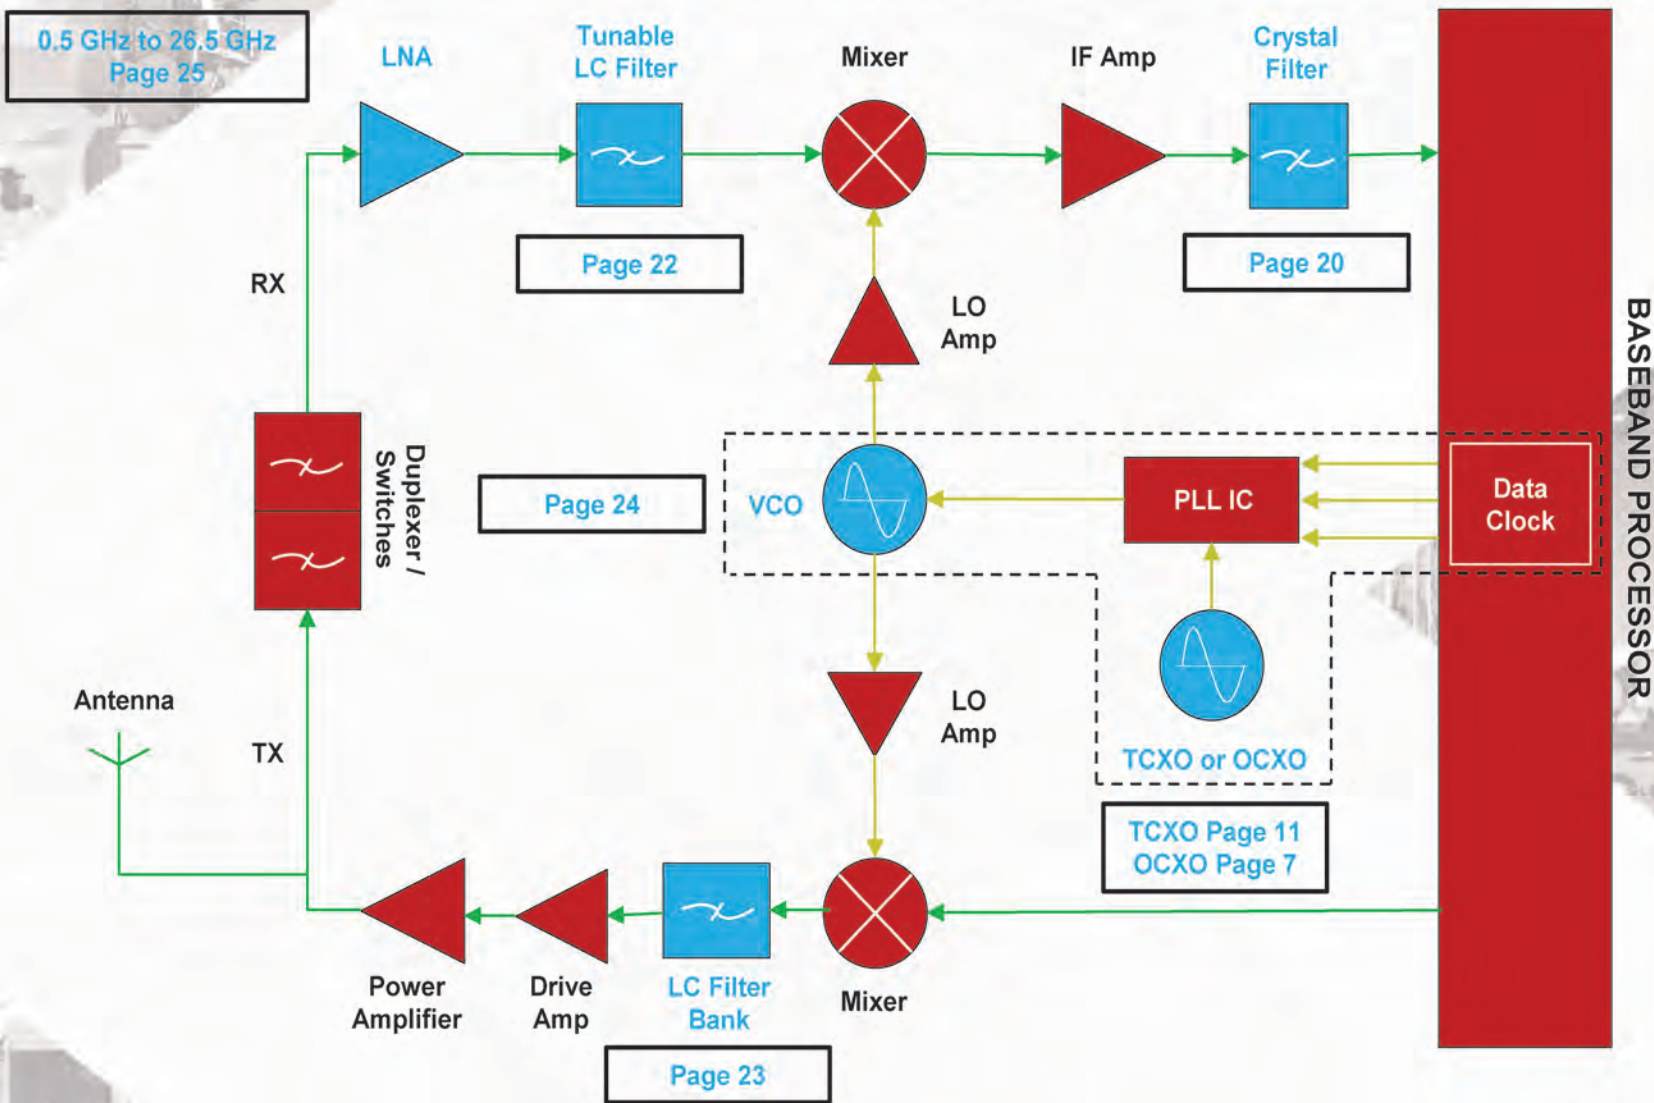 0.5 GHz to 26.5 GHz
Page 25
LNA
Tunable
LC Filter
Mixer
IF Amp
Crystal
Filter
Page 22
Page 20
RX
LO
Amp
Duplexer /
Switches
Page 24
VCO
PLL IC
Data
Clock
BASEBAND PROCESSOR
Antenna
TX
LO
Amp
TCXO or OCXO
TCXO Page 11
OCXO Page 7
Power
Amplifier
Drive
Amp
LC Filter
Bank
Mixer
Page 23